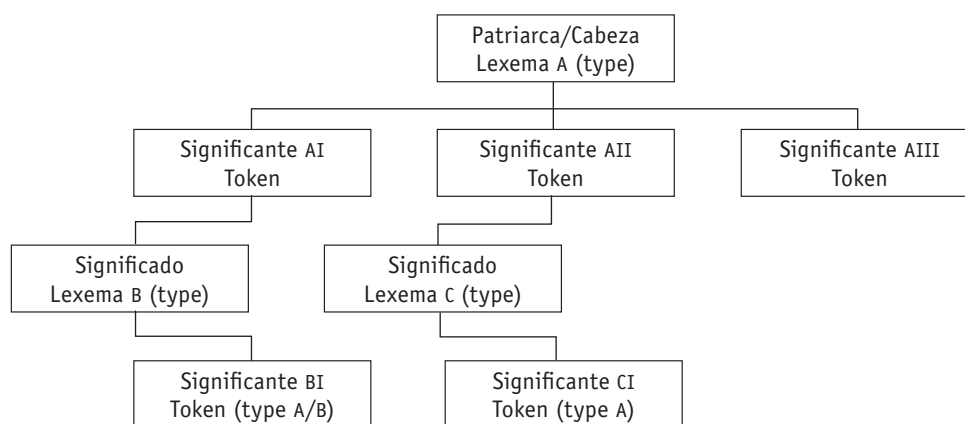 Patriarca/Cabeza
Lexema A (type)
Significante AI
Token
Significante AII
Token
Significante AIII
Token
Significado
Lexema B (type)
Significado
Lexema C (type)
Significante BI
Token (type A/B)
Significante CI
Token (type A)